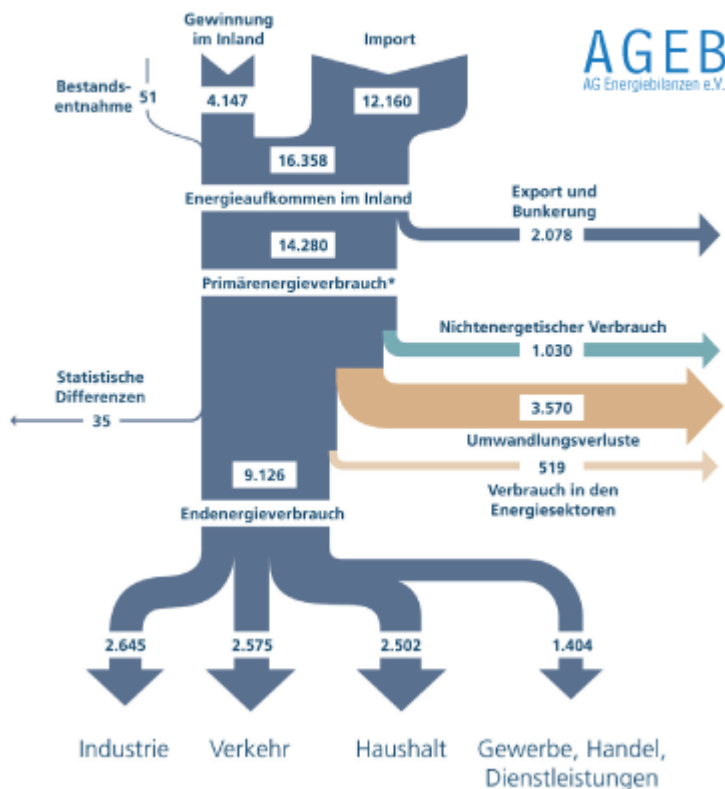 Gewinnung
im Inland
Import
AGEB
AG Energiebilanzen e.V.
Bestands-
entnahme
51
4.147
12.160
16.358
Energieaufkommen im Inland
Export und
Bunkerung
2.078
14.280
Primärenergieverbrauch*
Nichtenergetischer Verbrauch
1.030
Statistische
Differenzen
35
3.570
Umwandlungsverluste
9.126
519
Verbrauch in den
Energiesektoren
Endenergieverbrauch
2.645
2.575
2.502
1.404
Industrie
Verkehr
Haushalt
Gewerbe, Handel,
Dienstleistungen